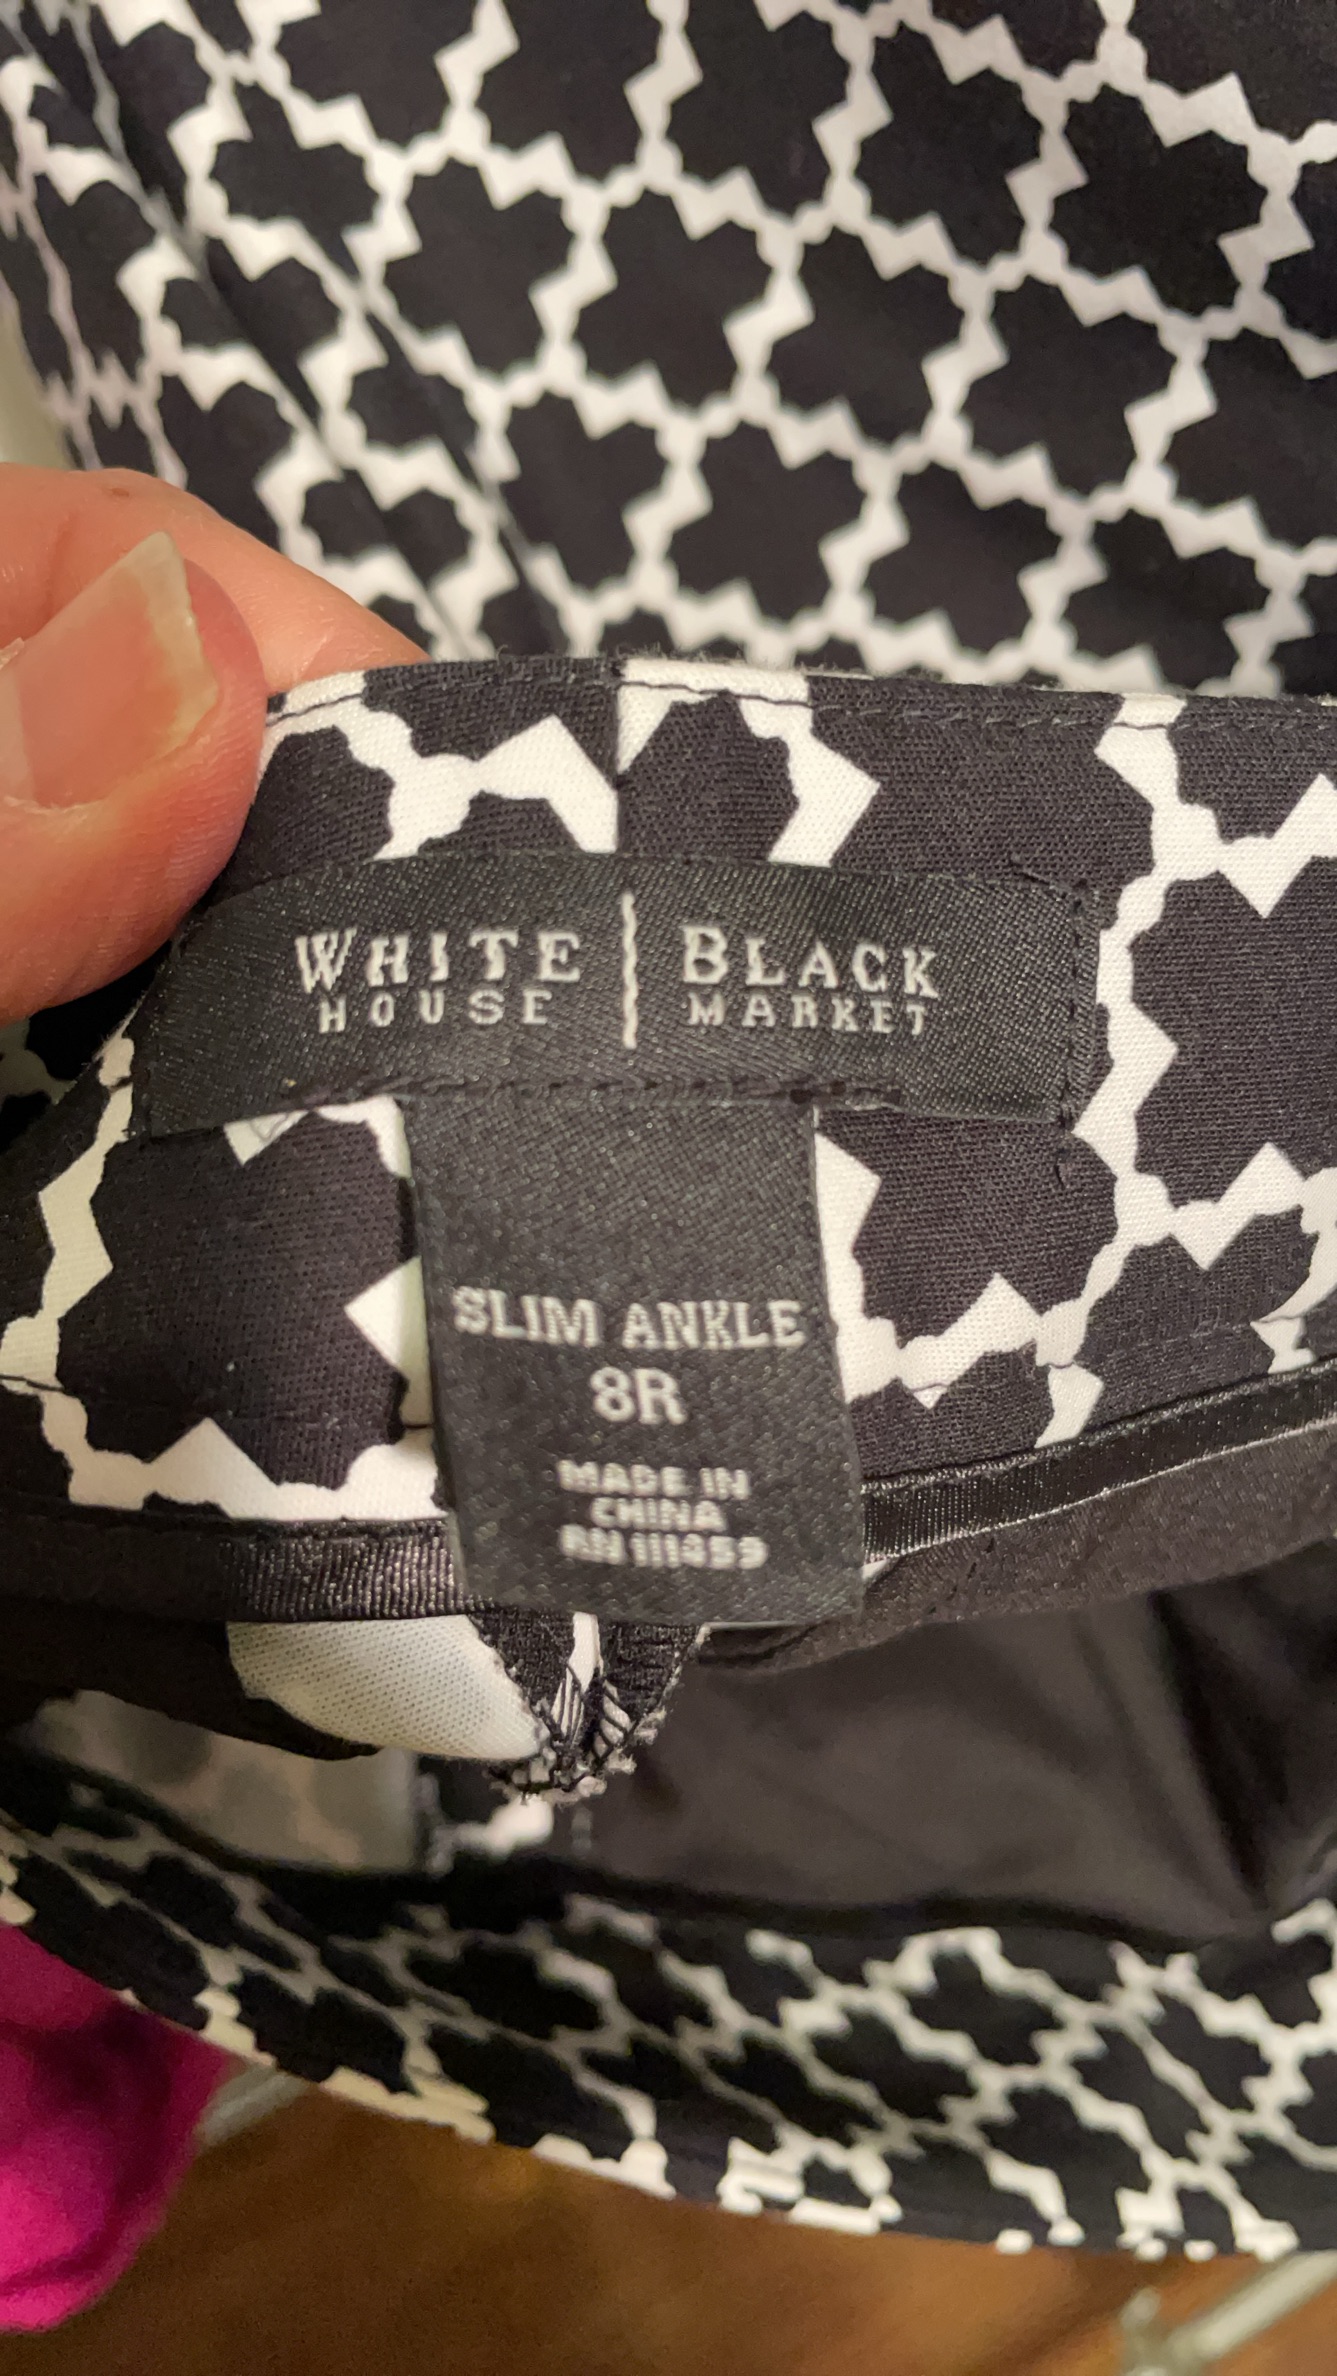 WHITE | BLACK
HOUSE | MARKET
SLIM ANKLE
8R
MADE IN
CHINA
RN 111459